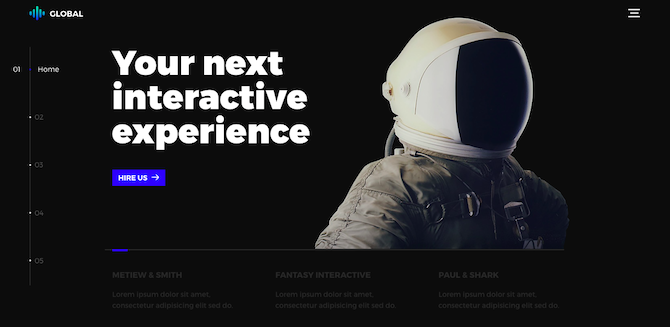 GLOBAL
01 Home
Your next
interactive
experience
02
03
HIRE US
04
05
METIEW & SMITH
FANTASY INTERACTIVE
PAUL & SHARK
Lorem ipsum dolor sit amet,
consectetur adipisicing elit sed do.
Lorem ipsum dolor sit amet,
consectetur adipisicing elit sed do.
Lorem ipsum dolor sit amet,
consectetur adipisicing elit sed do.